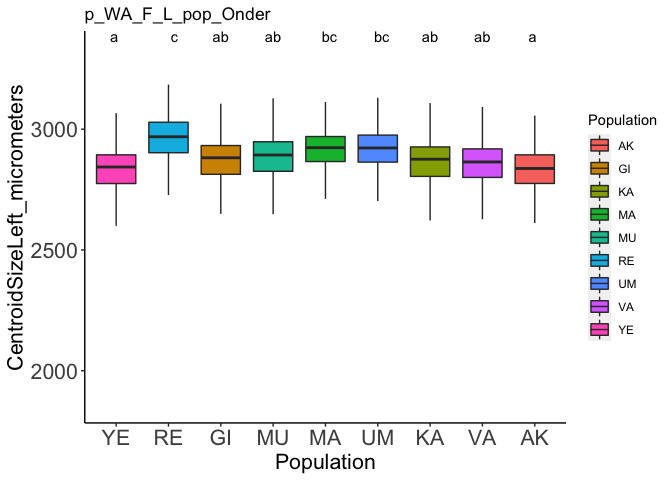 p_WA_F_L_pop_Onder
a c ab ab bc bc ab ab a
CentroidSizeLeft_micrometers
3000
2500
2000
YE RE GI MU MA UM KA VA AK
Population
Population
AK
GI
KA
MA
MU
RE
UM
VA
YE